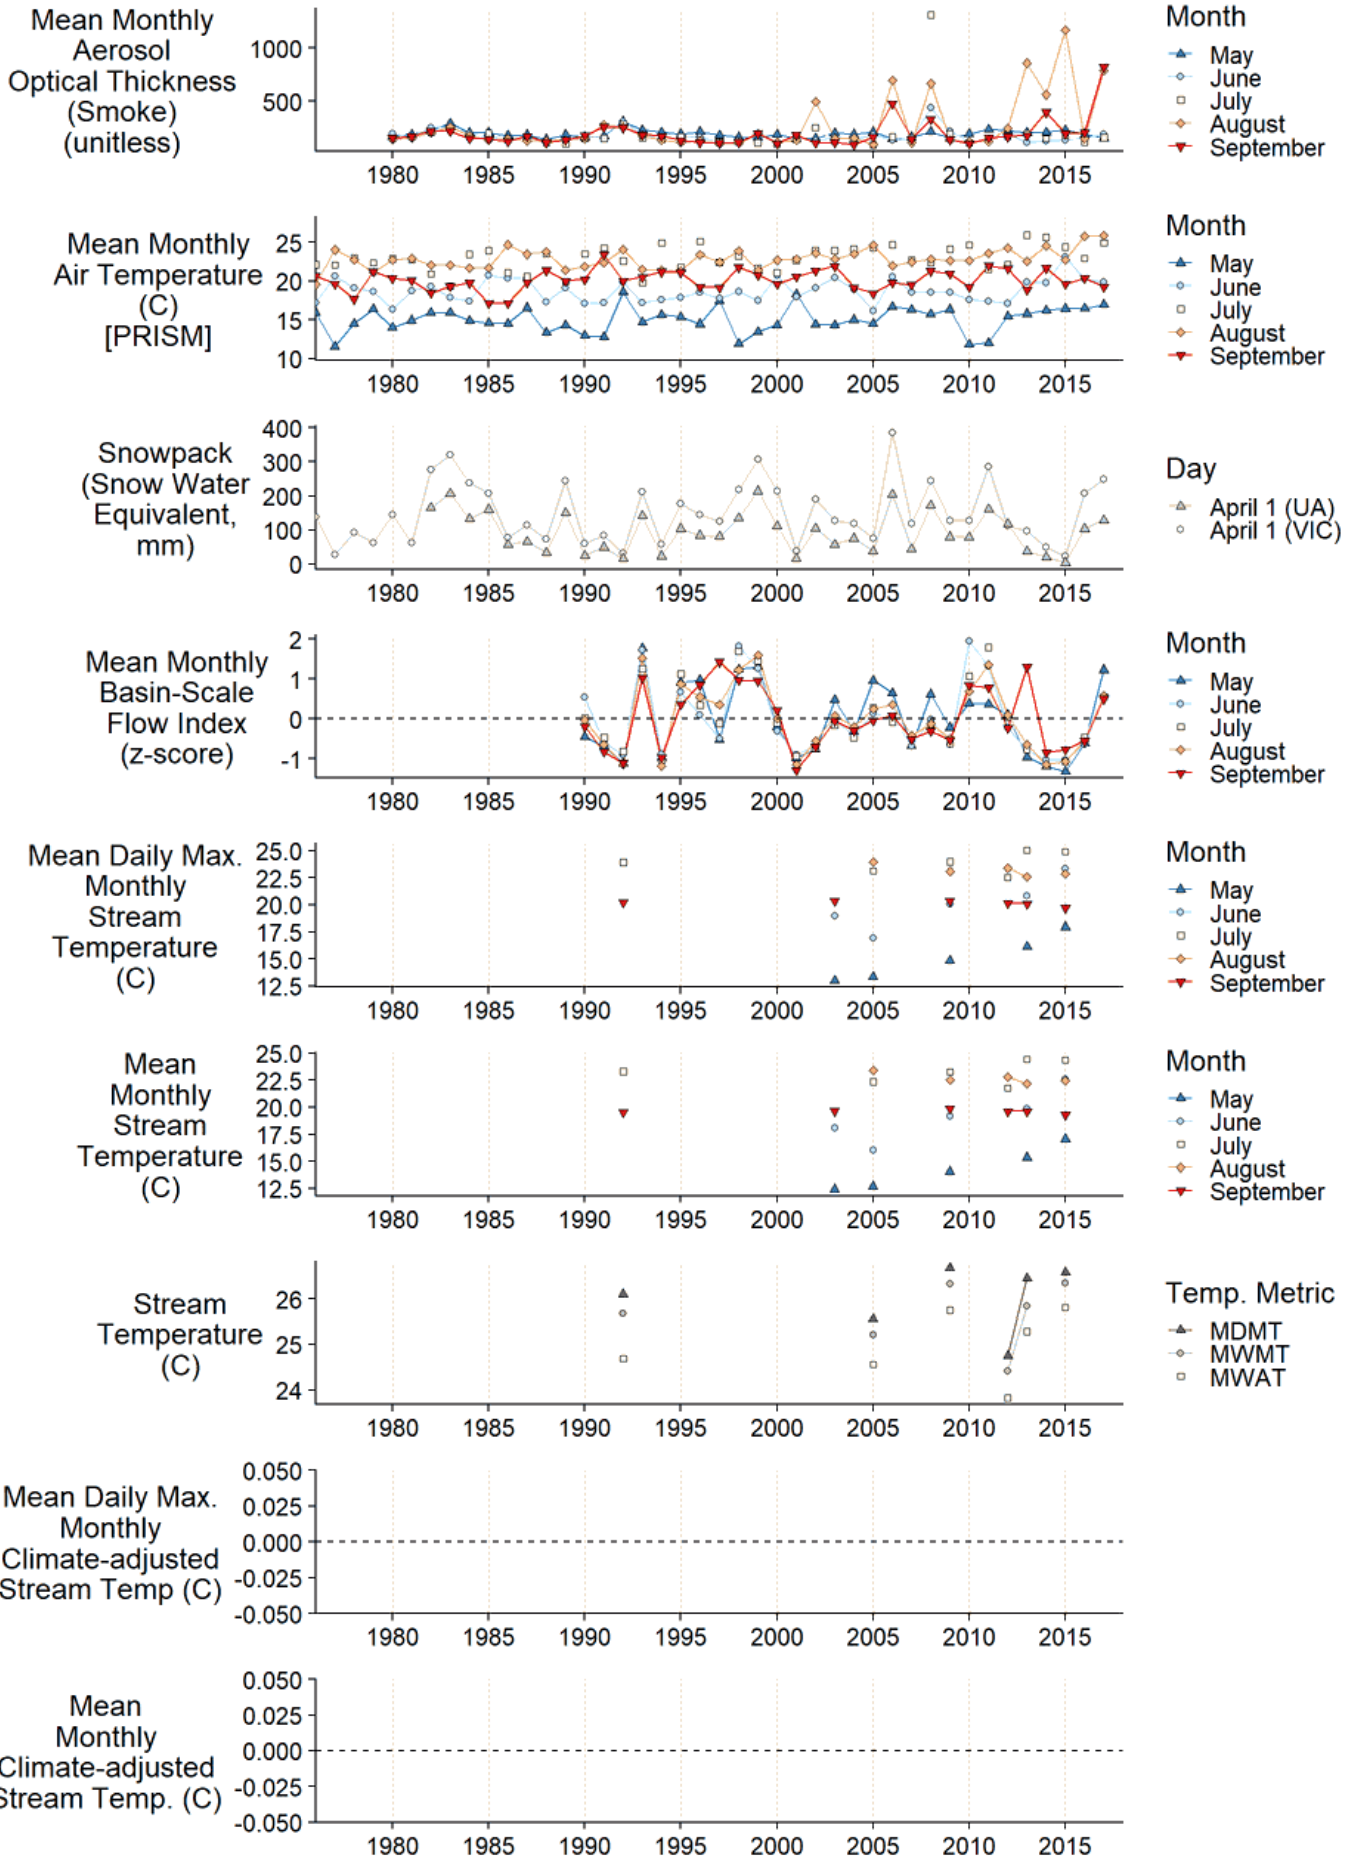 Mean Monthly
Aerosol
Optical Thickness
(Smoke)
(unitless)
1000
500
1980 1985 1990 1995 2000 2005 2010 2015
Month
May
June
July
August
September
Mean Monthly
Air Temperature
(C)
[PRISM]
25
20
15
10
1980 1985 1990 1995 2000 2005 2010 2015
Month
May
June
July
August
September
Snowpack
(Snow Water
Equivalent,
mm)
400
300
200
100
0
1980 1985 1990 1995 2000 2005 2010 2015
Day
April 1 (UA)
April 1 (VIC)
Mean Monthly
Basin-Scale
Flow Index
(z-score)
2
1
0
-1
1980 1985 1990 1995 2000 2005 2010 2015
Month
May
June
July
August
September
Mean Daily Max.
Monthly
Stream
Temperature
(C)
25.0
22.5
20.0
17.5
15.0
12.5
1980 1985 1990 1995 2000 2005 2010 2015
Month
May
June
July
August
September
Mean
Monthly
Stream
Temperature
(C)
25.0
22.5
20.0
17.5
15.0
12.5
1980 1985 1990 1995 2000 2005 2010 2015
Month
May
June
July
August
September
Stream
Temperature
(C)
26
25
24
1980 1985 1990 1995 2000 2005 2010 2015
Temp. Metric
MDMT
MWMT
MWAT
Mean Daily Max.
Monthly
Climate-adjusted
Stream Temp (C)
0.050
0.025
0.000
-0.025
-0.050
1980 1985 1990 1995 2000 2005 2010 2015
Mean
Monthly
Climate-adjusted
Stream Temp. (C)
0.050
0.025
0.000
-0.025
-0.050
1980 1985 1990 1995 2000 2005 2010 2015